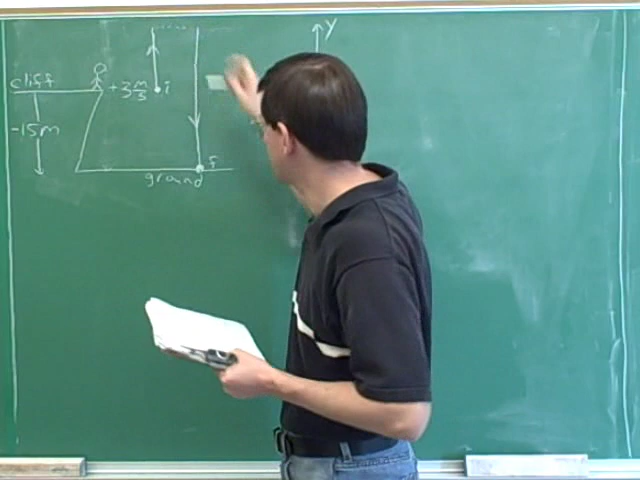 Y
cliff
+3 m/s i
-15m
f
ground